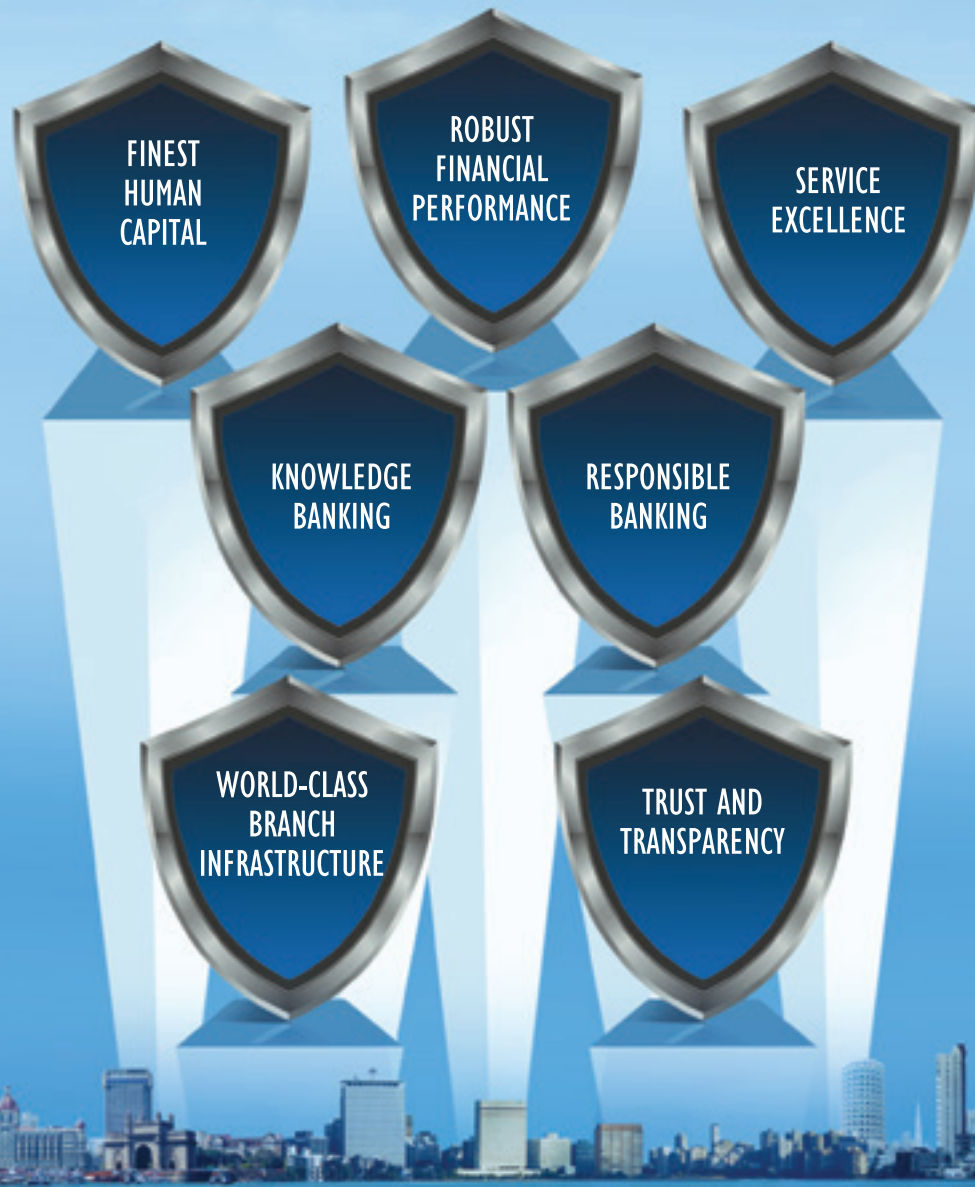 FINEST
HUMAN
CAPITAL
ROBUST
FINANCIAL
PERFORMANCE
SERVICE
EXCELLENCE
KNOWLEDGE
BANKING
RESPONSIBLE
BANKING
WORLD-CLASS
BRANCH
INFRASTRUCTURE
TRUST AND
TRANSPARENCY